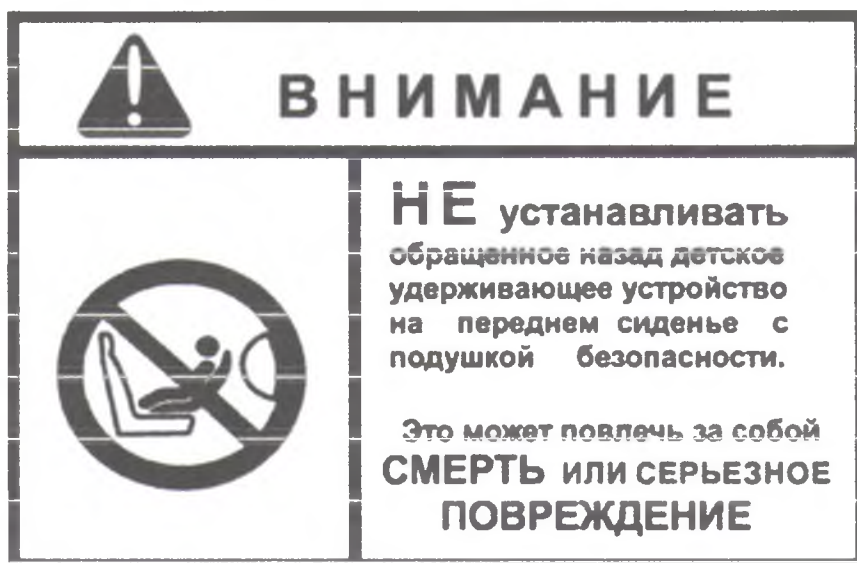 ВНИМАНИЕ
НЕ устанавливать
обращенное назад детское
удерживающее устройство
на переднем сиденье с
подушкой безопасности.
Это может повлечь за собой
СМЕРТЬ ИЛИ СЕРЬЕЗНОЕ
ПОВРЕЖДЕНИЕ